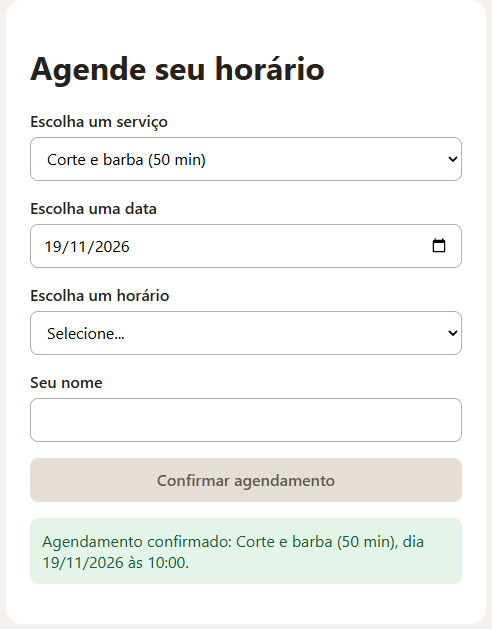 Agende seu horário
Escolha um serviço
Corte e barba (50 min)
Escolha uma data
19/11/2026
Escolha um horário
Selecione...
Seu nome
Confirmar agendamento
Agendamento confirmado: Corte e barba (50 min), dia
19/11/2026 às 10:00.